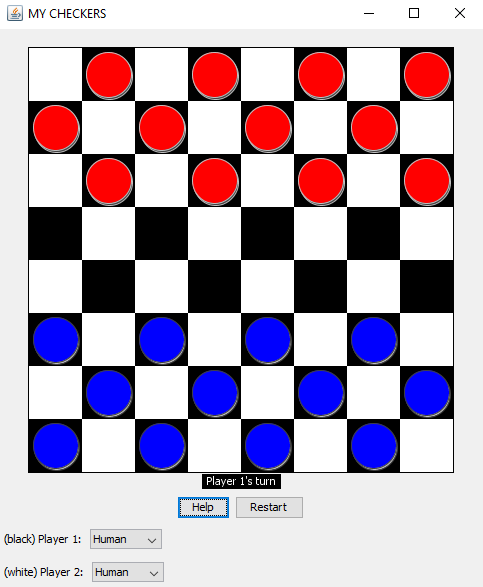 MY CHECKERS
Player 1's turn
Help Restart
(black) Player 1: Human
(white) Player 2: Human